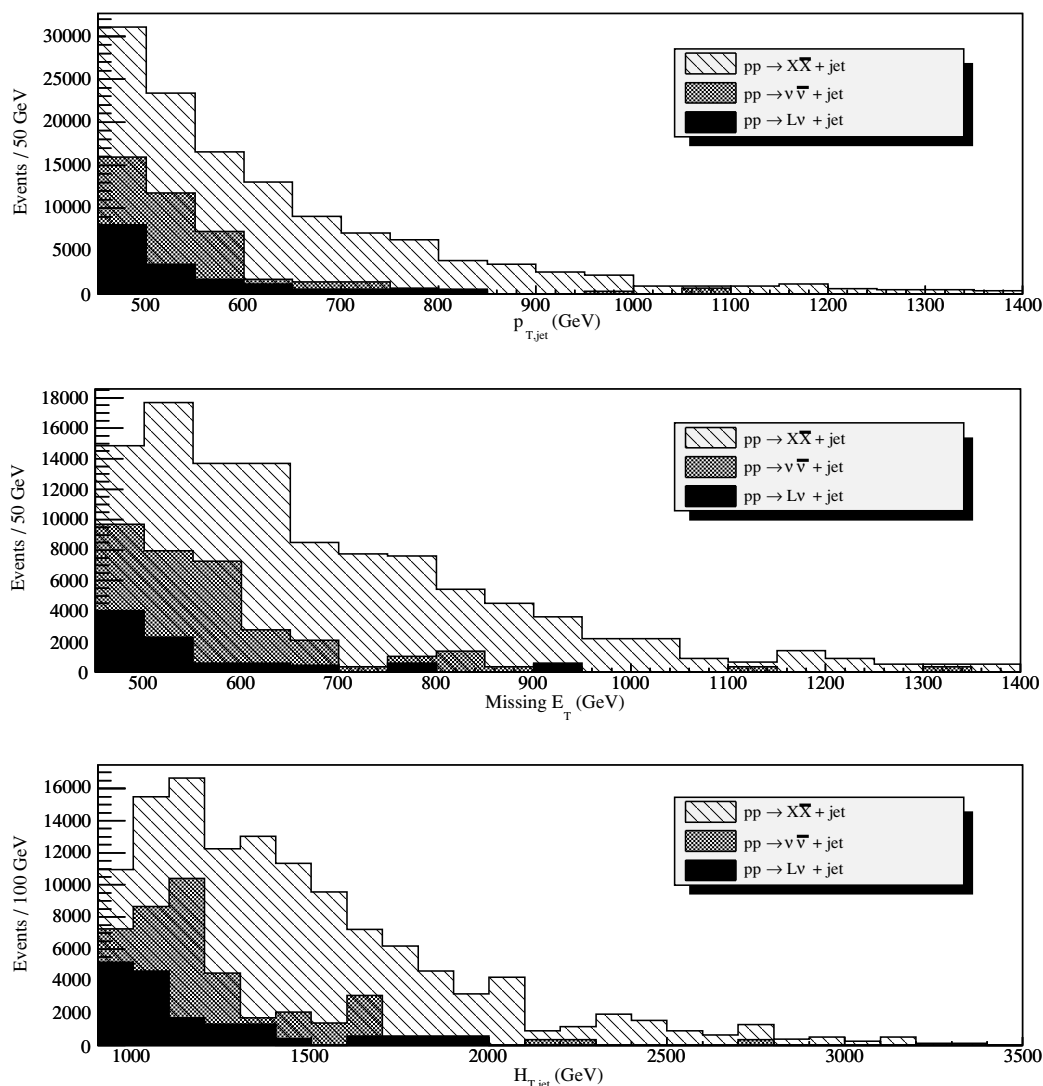 30000
25000
20000
15000
10000
5000
0
Events / 50 GeV
pp → XX̅ + jet
pp → ν ν̅ + jet
pp → Lν + jet
500 600 700 800 900 1000 1100 1200 1300 1400
p_T,jet (GeV)
18000
16000
14000
12000
10000
8000
6000
4000
2000
0
Events / 50 GeV
pp → XX̅ + jet
pp → ν ν̅ + jet
pp → Lν + jet
500 600 700 800 900 1000 1100 1200 1300 1400
Missing E_T (GeV)
16000
14000
12000
10000
8000
6000
4000
2000
0
Events / 100 GeV
pp → XX̅ + jet
pp → ν ν̅ + jet
pp → Lν + jet
1000 1500 2000 2500 3000 3500
H_T,jet (GeV)